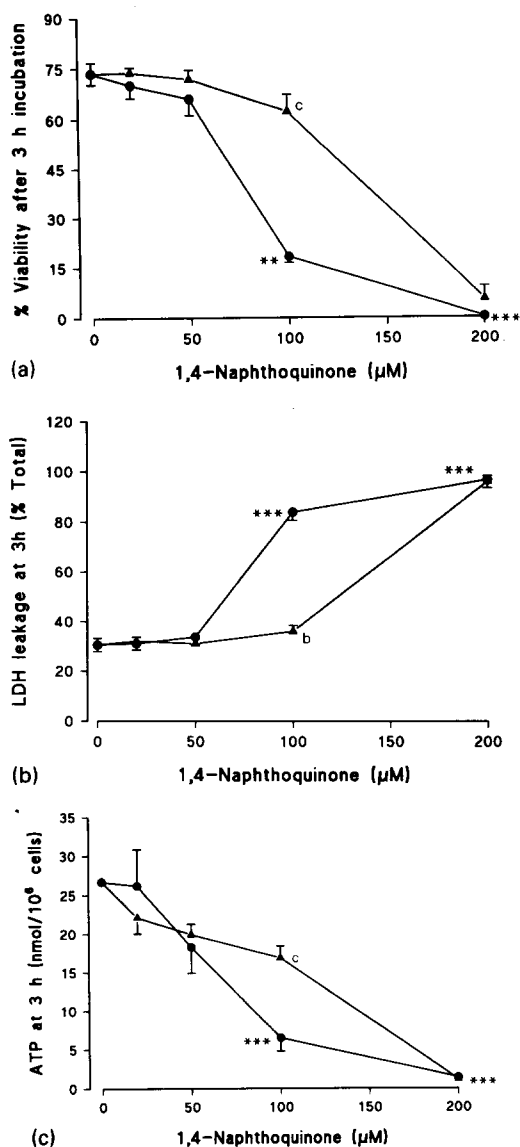 90
75
60
45
30
15
0
% Viability after 3 h incubation
c
**
***
0 50 100 150 200
1,4-Naphthoquinone (µM)
(a)
120
100
80
60
40
20
0
LDH leakage at 3h (% Total)
***
***
b
0 50 100 150 200
1,4-Naphthoquinone (µM)
(b)
35
30
25
20
15
10
5
0
ATP at 3 h (nmol/10⁶ cells)
c
***
***
0 50 100 150 200
1,4-Naphthoquinone (µM)
(c)